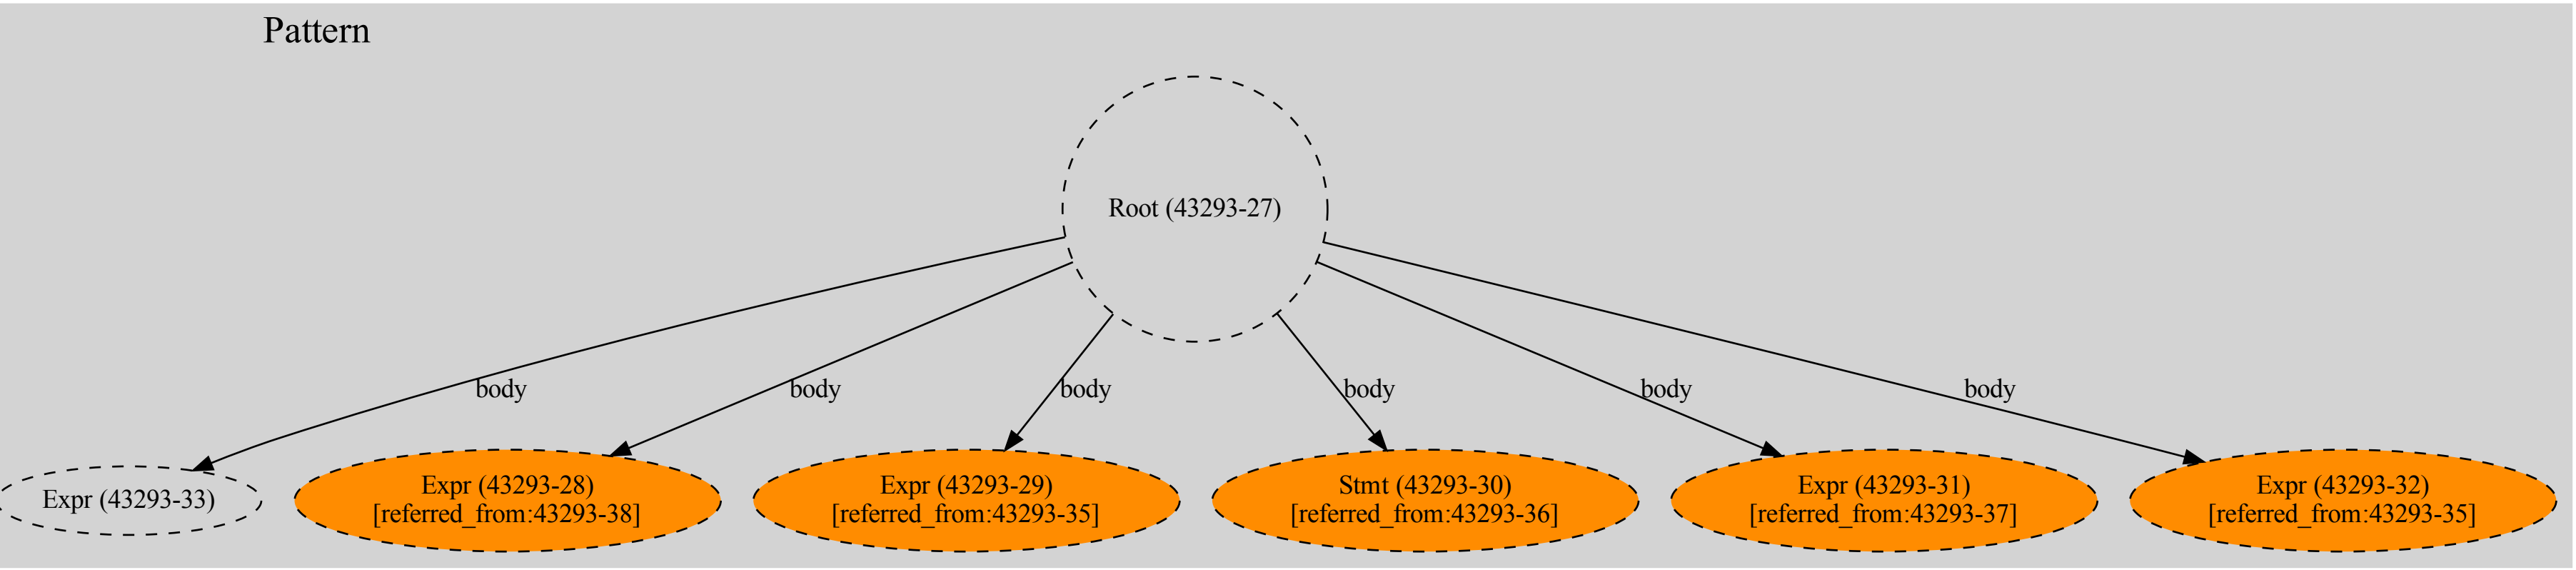 Pattern
Root (43293-27)
body
body
body
body
body
body
Expr (43293-33)
Expr (43293-28)
[referred_from:43293-38]
Expr (43293-29)
[referred_from:43293-35]
Stmt (43293-30)
[referred_from:43293-36]
Expr (43293-31)
[referred_from:43293-37]
Expr (43293-32)
[referred_from:43293-35]